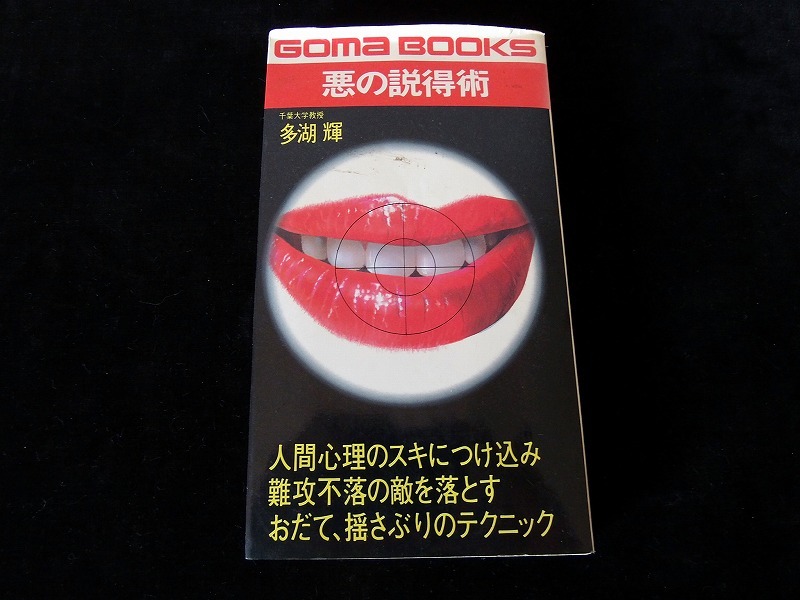 GOMA BOOKS
悪の説得術
千葉大学教授
多湖 輝
人間心理のスキにつけ込み
難攻不落の敵を落とす
おだて、揺さぶりのテクニック